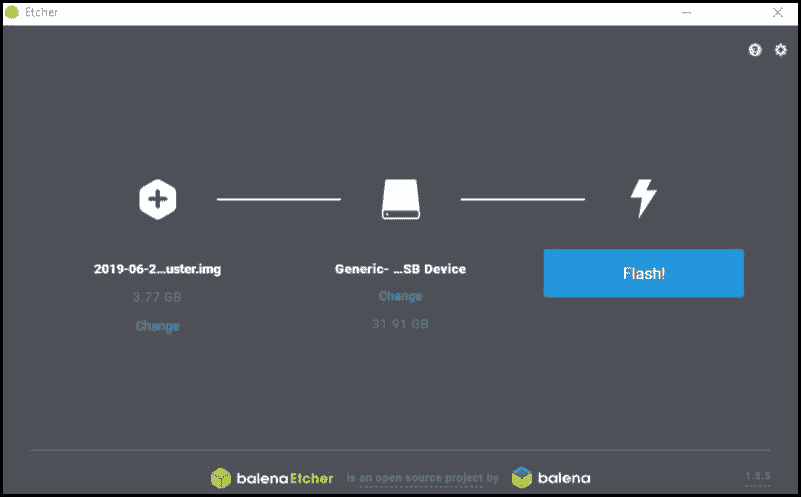 Etcher
2019-06-2...uster.img
3.77 GB
Change
Generic- ...SB Device
Change
31.91 GB
Flash!
balenaEtcher is an open source project by balena
1.5.5